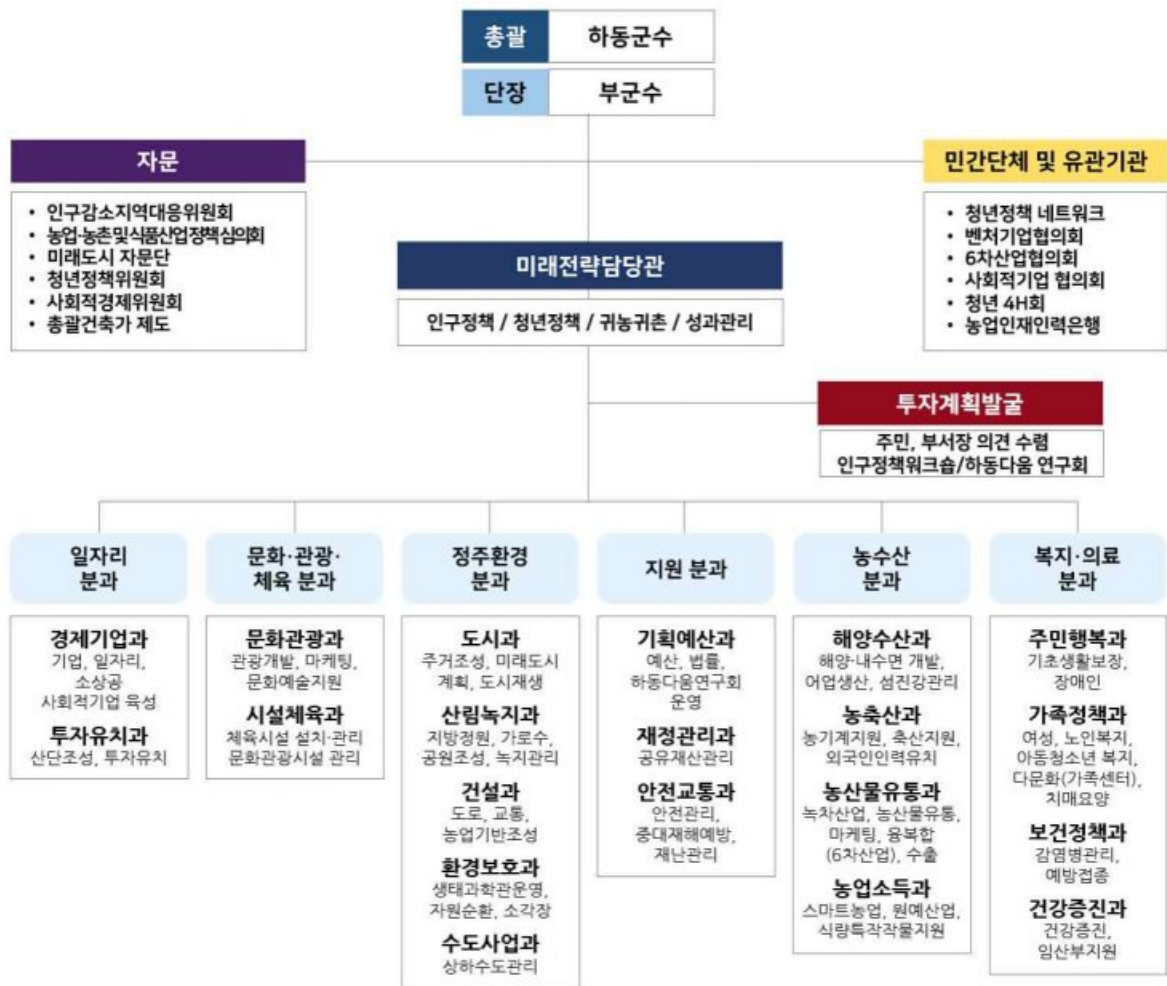 총괄 하동군수
단장 부군수
자문
• 인구감소지역대응위원회
• 농업·농촌및식품산업정책심의회
• 미래도시 자문단
• 청년정책위원회
• 사회적경제위원회
• 총괄건축가 제도
민간단체 및 유관기관
• 청년정책 네트워크
• 벤처기업협의회
• 6차산업협의회
• 사회적기업 협의회
• 청년 4H회
• 농업인재인력은행
미래전략담당관
인구정책 / 청년정책 / 귀농귀촌 / 성과관리
투자계획발굴
주민, 부서장 의견 수렴
인구정책워크숍/하동다움 연구회
일자리
분과
경제기업과
기업, 일자리,
소상공
사회적기업 육성
투자유치과
산단조성, 투자유치
문화·관광·
체육 분과
문화관광과
관광개발, 마케팅,
문화예술지원
시설체육과
체육시설 설치·관리
문화관광시설 관리
정주환경
분과
도시과
주거조성, 미래도시
계획, 도시재생
산림녹지과
지방정원, 가로수,
공원조성, 녹지관리
건설과
도로, 교통,
농업기반조성
환경보호과
생태과학관운영,
자원순환, 소각장
수도사업과
상하수도관리
지원 분과
기획예산과
예산, 법률,
하동다움연구회
운영
재정관리과
공유재산관리
안전교통과
안전관리,
중대재해예방,
재난관리
농수산
분과
해양수산과
해양·내수면 개발,
어업생산, 섬진강관리
농축산과
농기계지원, 축산지원,
외국인인력유치
농산물유통과
녹차산업, 농산물유통,
마케팅, 융복합
(6차산업), 수출
농업소득과
스마트농업, 원예산업,
식량특작작물지원
복지·의료
분과
주민행복과
기초생활보장,
장애인
가족정책과
여성, 노인복지,
아동청소년 복지,
다문화(가족센터),
치매요양
보건정책과
감염병관리,
예방접종
건강증진과
건강증진,
임산부지원